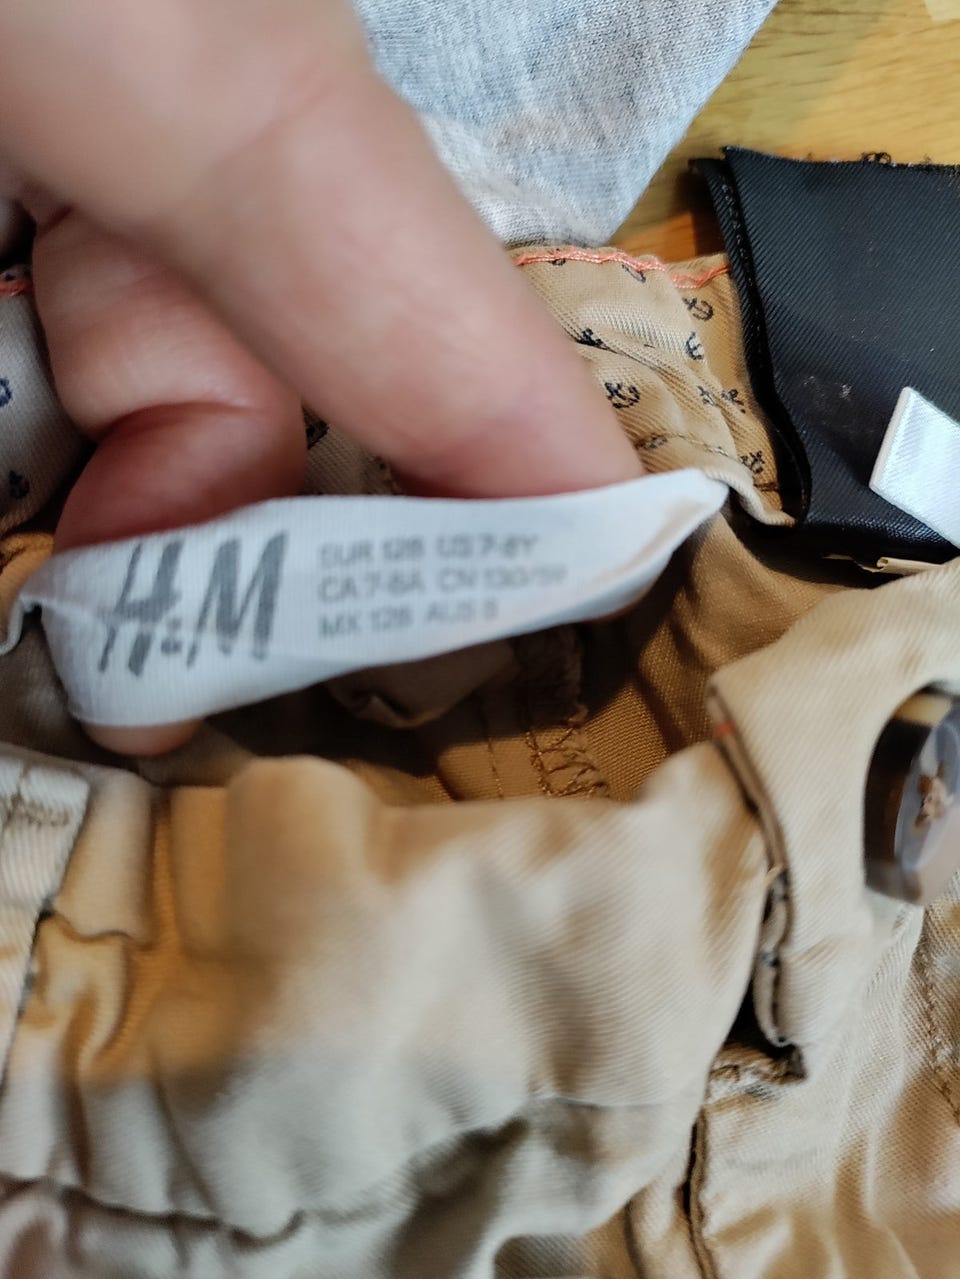 H&M
EUR 128 US 7-8Y
CA 7-8A CN 130/59
MX 128 AUS 8